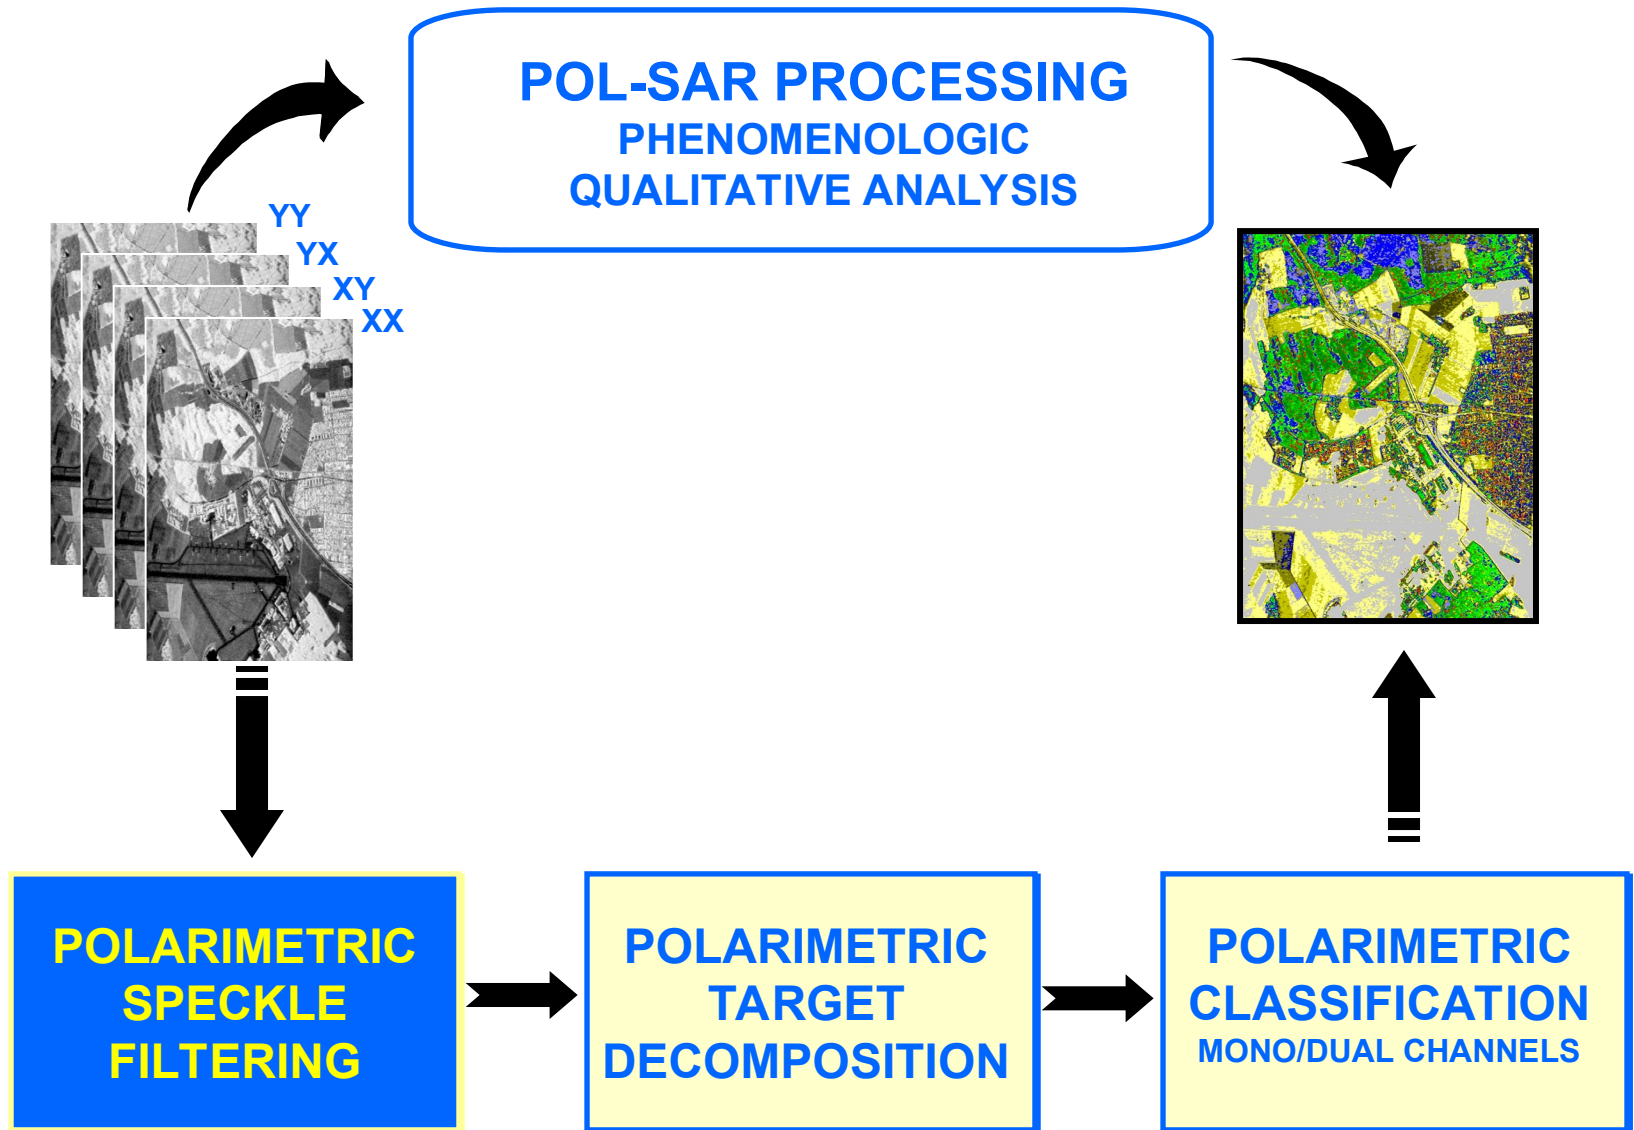 POL-SAR PROCESSING
PHENOMENOLOGIC
QUALITATIVE ANALYSIS
YY
YX
XY
XX
POLARIMETRIC
SPECKLE
FILTERING
POLARIMETRIC
TARGET
DECOMPOSITION
POLARIMETRIC
CLASSIFICATION
MONO/DUAL CHANNELS